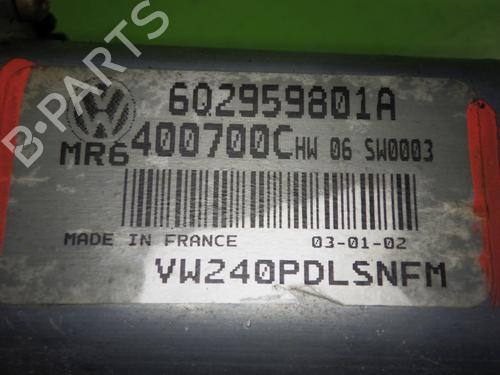 6Q2959801A
MR6 400700C HW 06 SW0003
MADE IN FRANCE 03-01-02
VW240PDLSNFM
B-PARTS